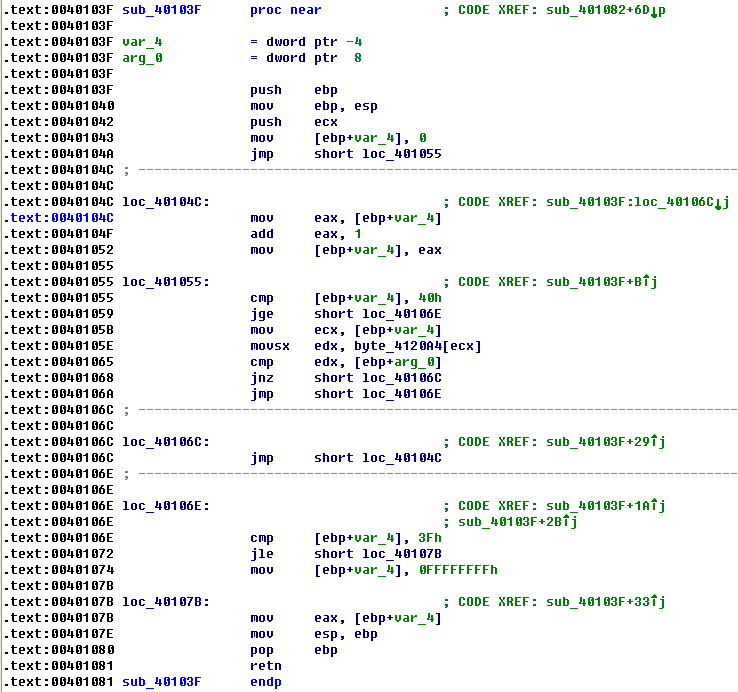 .text:0040103F sub_40103F      proc near               ; CODE XREF: sub_401082+6D↓p
.text:0040103F
.text:0040103F var_4           = dword ptr -4
.text:0040103F arg_0           = dword ptr  8
.text:0040103F
.text:0040103F                 push    ebp
.text:00401040                 mov     ebp, esp
.text:00401042                 push    ecx
.text:00401043                 mov     [ebp+var_4], 0
.text:0040104A                 jmp     short loc_401055
.text:0040104C ; ---------------------------------------------------------------------------
.text:0040104C
.text:0040104C loc_40104C:                             ; CODE XREF: sub_40103F:loc_40106C↓j
.text:0040104C                 mov     eax, [ebp+var_4]
.text:0040104F                 add     eax, 1
.text:00401052                 mov     [ebp+var_4], eax
.text:00401055
.text:00401055 loc_401055:                             ; CODE XREF: sub_40103F+B↑j
.text:00401055                 cmp     [ebp+var_4], 40h
.text:00401059                 jge     short loc_40106E
.text:0040105B                 mov     ecx, [ebp+var_4]
.text:0040105E                 movsx   edx, byte_4120A4[ecx]
.text:00401065                 cmp     edx, [ebp+arg_0]
.text:00401068                 jnz     short loc_40106C
.text:0040106A                 jmp     short loc_40106E
.text:0040106C ; ---------------------------------------------------------------------------
.text:0040106C
.text:0040106C loc_40106C:                             ; CODE XREF: sub_40103F+29↑j
.text:0040106C                 jmp     short loc_40104C
.text:0040106E ; ---------------------------------------------------------------------------
.text:0040106E
.text:0040106E loc_40106E:                             ; CODE XREF: sub_40103F+1A↑j
.text:0040106E                                         ; sub_40103F+2B↑j
.text:0040106E                 cmp     [ebp+var_4], 3Fh
.text:00401072                 jle     short loc_40107B
.text:00401074                 mov     [ebp+var_4], 0FFFFFFFFh
.text:0040107B
.text:0040107B loc_40107B:                             ; CODE XREF: sub_40103F+33↑j
.text:0040107B                 mov     eax, [ebp+var_4]
.text:0040107E                 mov     esp, ebp
.text:00401080                 pop     ebp
.text:00401081                 retn
.text:00401081 sub_40103F      endp